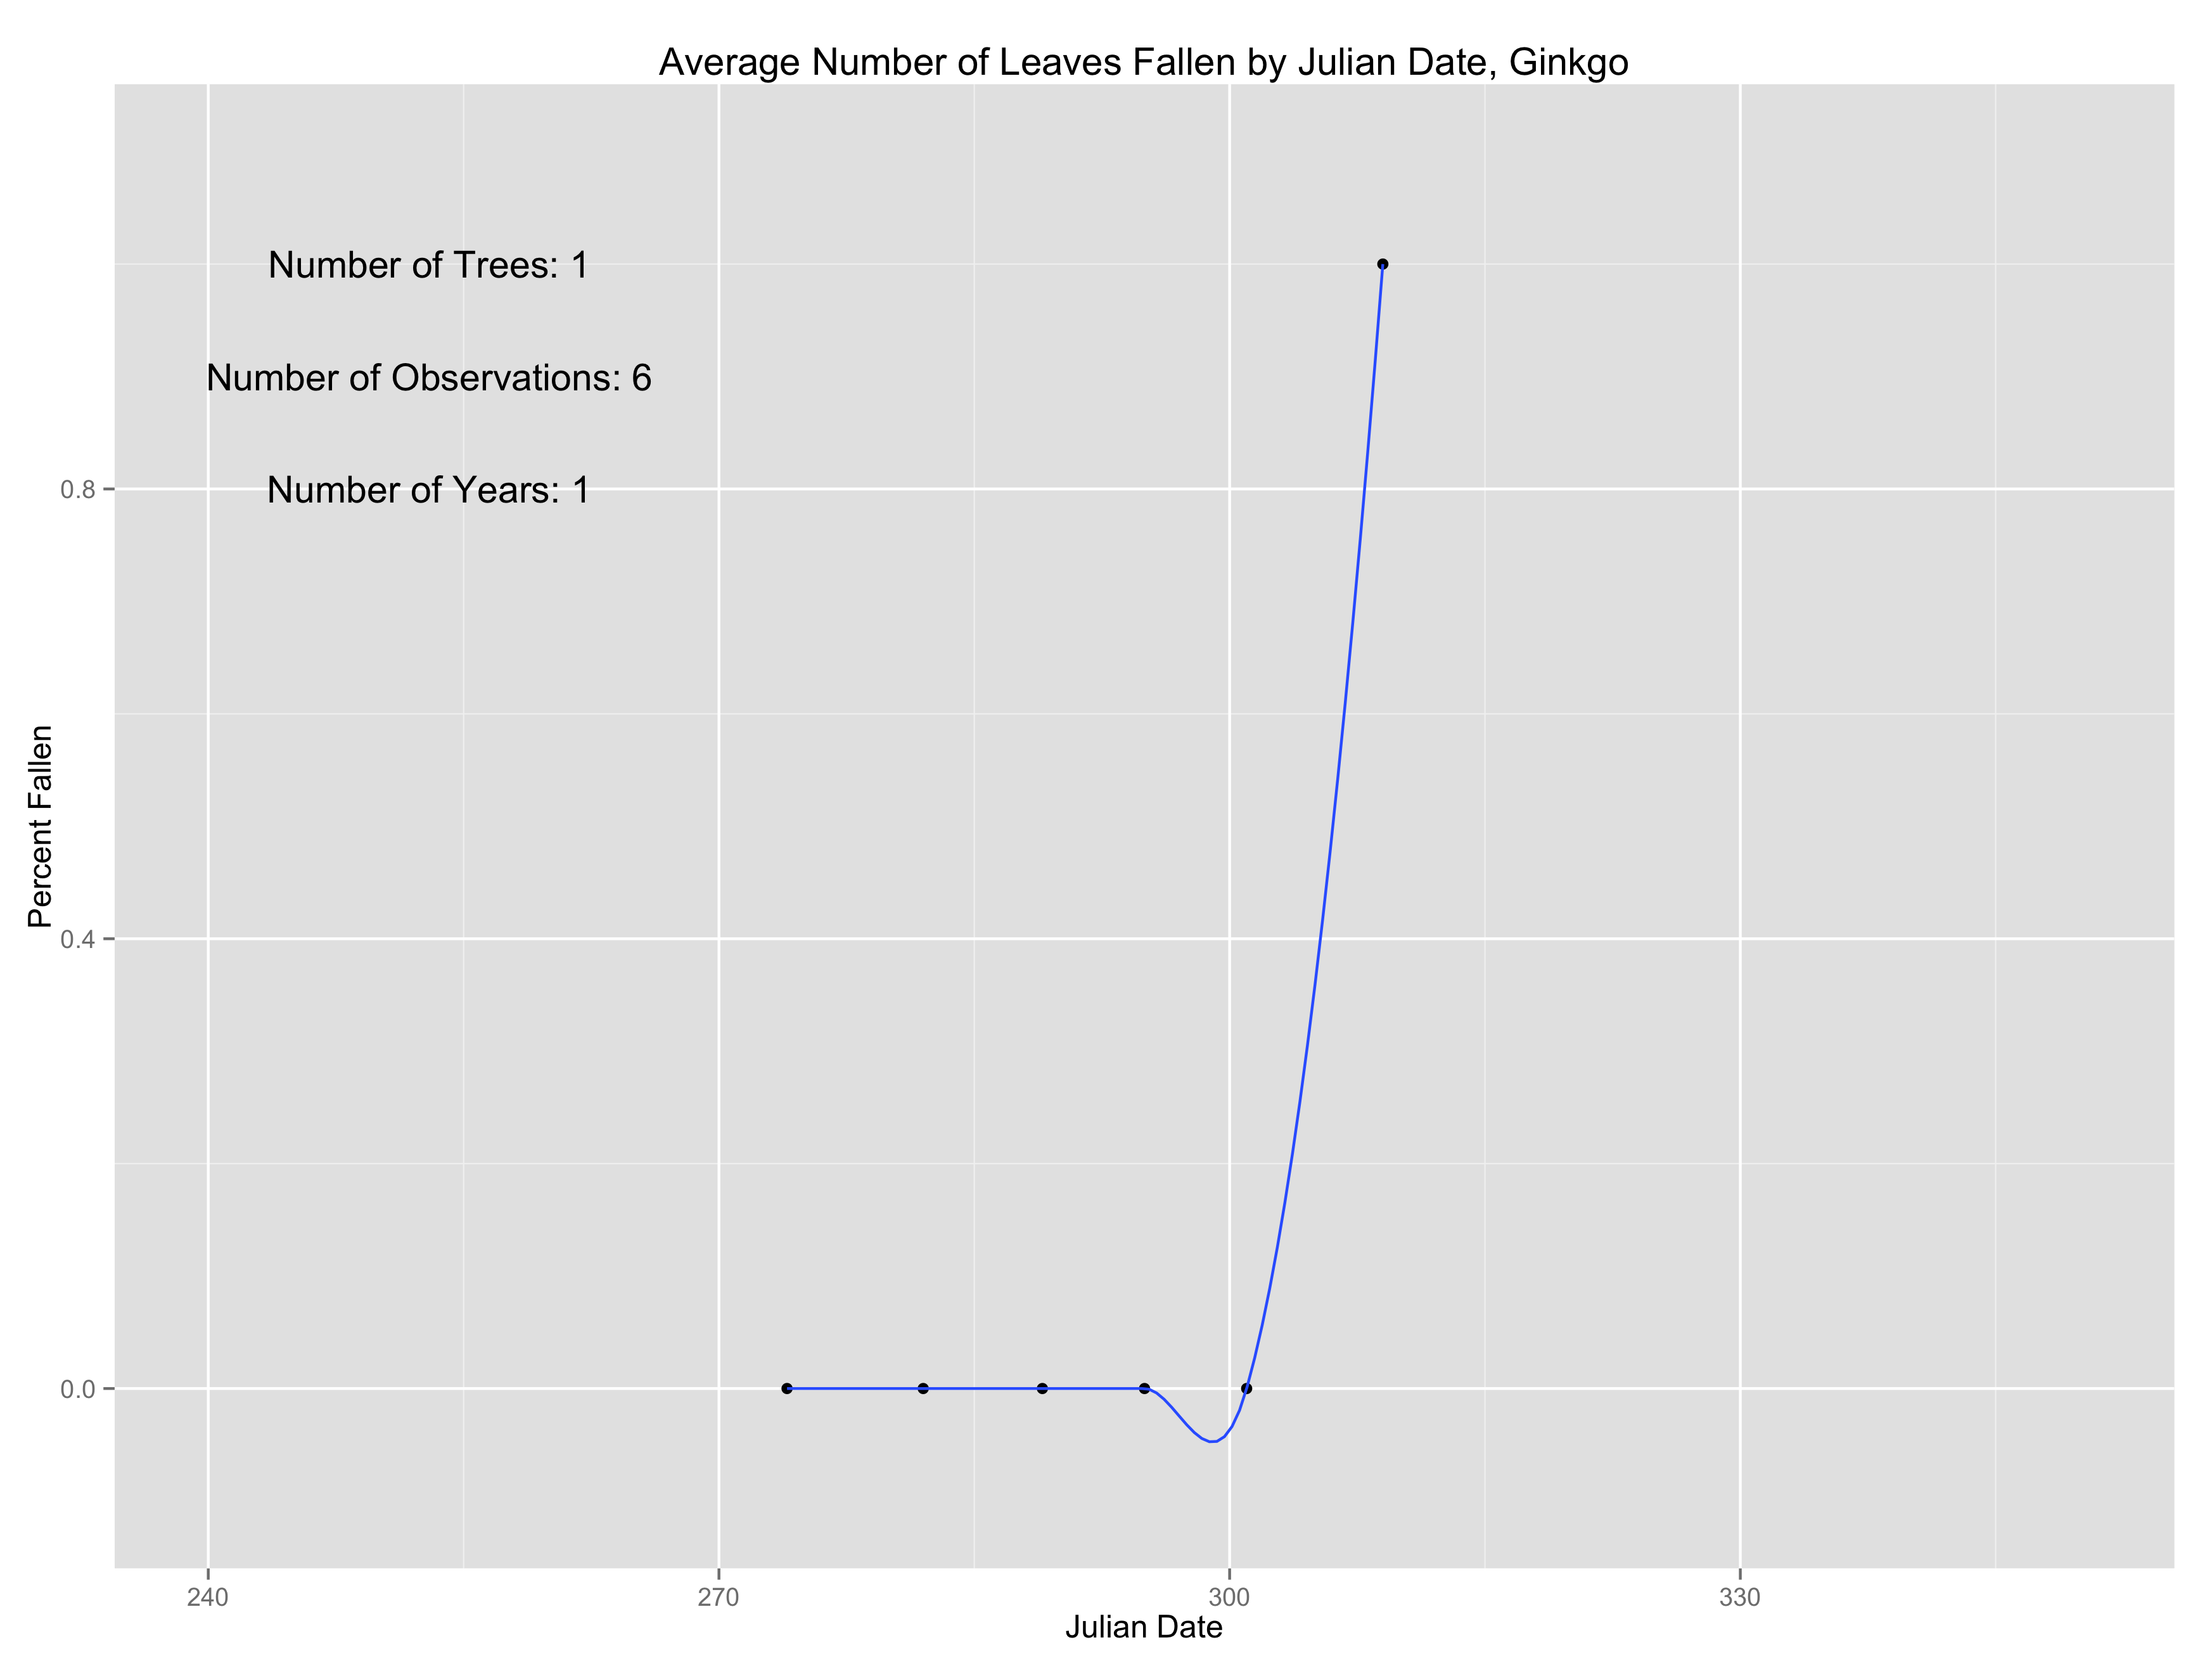 Average Number of Leaves Fallen by Julian Date, Ginkgo
Number of Trees: 1
Number of Observations: 6
Number of Years: 1
0.8
0.4
0.0
Percent Fallen
240 270 300 330
Julian Date